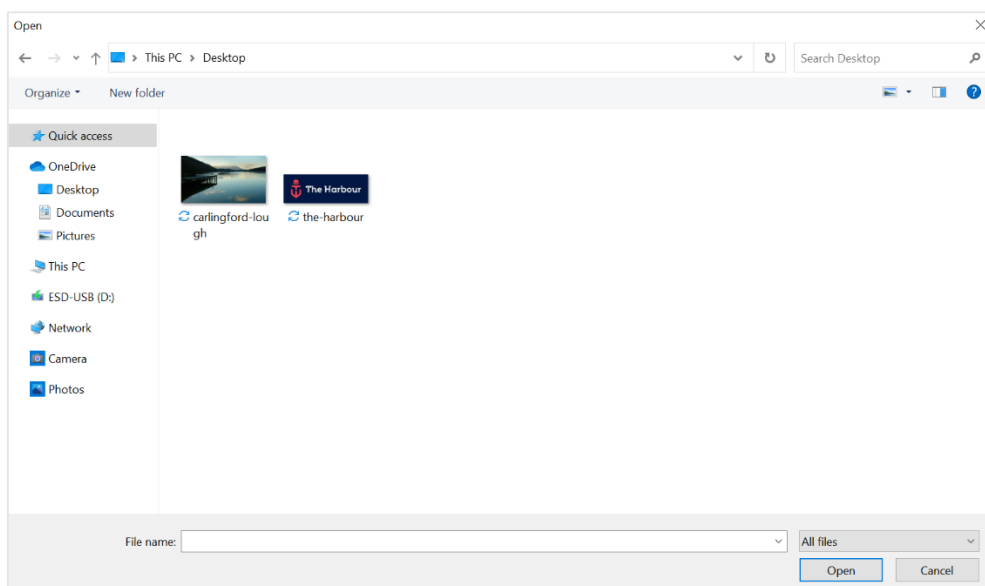 Open
This PC > Desktop
Search Desktop
Organize
New folder
Quick access
OneDrive
Desktop
Documents
Pictures
This PC
ESD-USB (D:)
Network
Camera
Photos
The Harbour
carlingford-lou
gh
the-harbour
File name:
All files
Open
Cancel